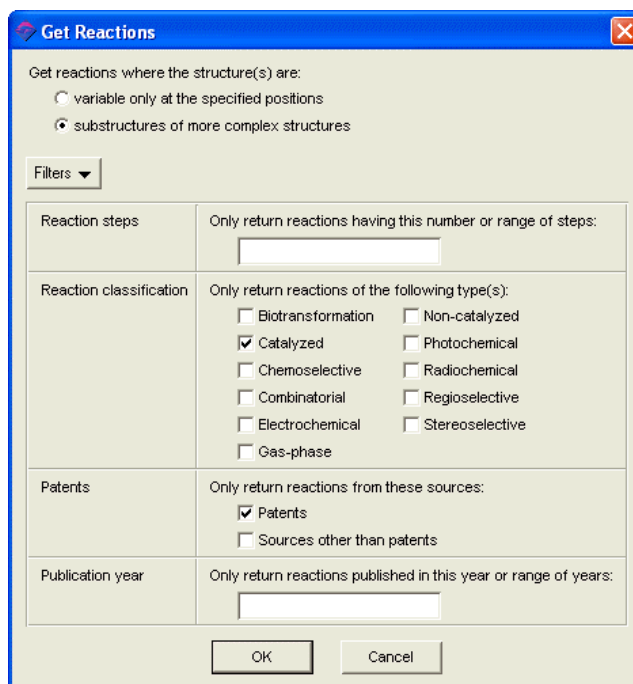 Get Reactions
Get reactions where the structure(s) are:
variable only at the specified positions
substructures of more complex structures
Filters
Reaction steps
Only return reactions having this number or range of steps:
Reaction classification
Only return reactions of the following type(s):
Biotransformation Non-catalyzed
Catalyzed Photochemical
Chemoselective Radiochemical
Combinatorial Regioselective
Electrochemical Stereoselective
Gas-phase
Patents
Only return reactions from these sources:
Patents
Sources other than patents
Publication year
Only return reactions published in this year or range of years:
OK Cancel